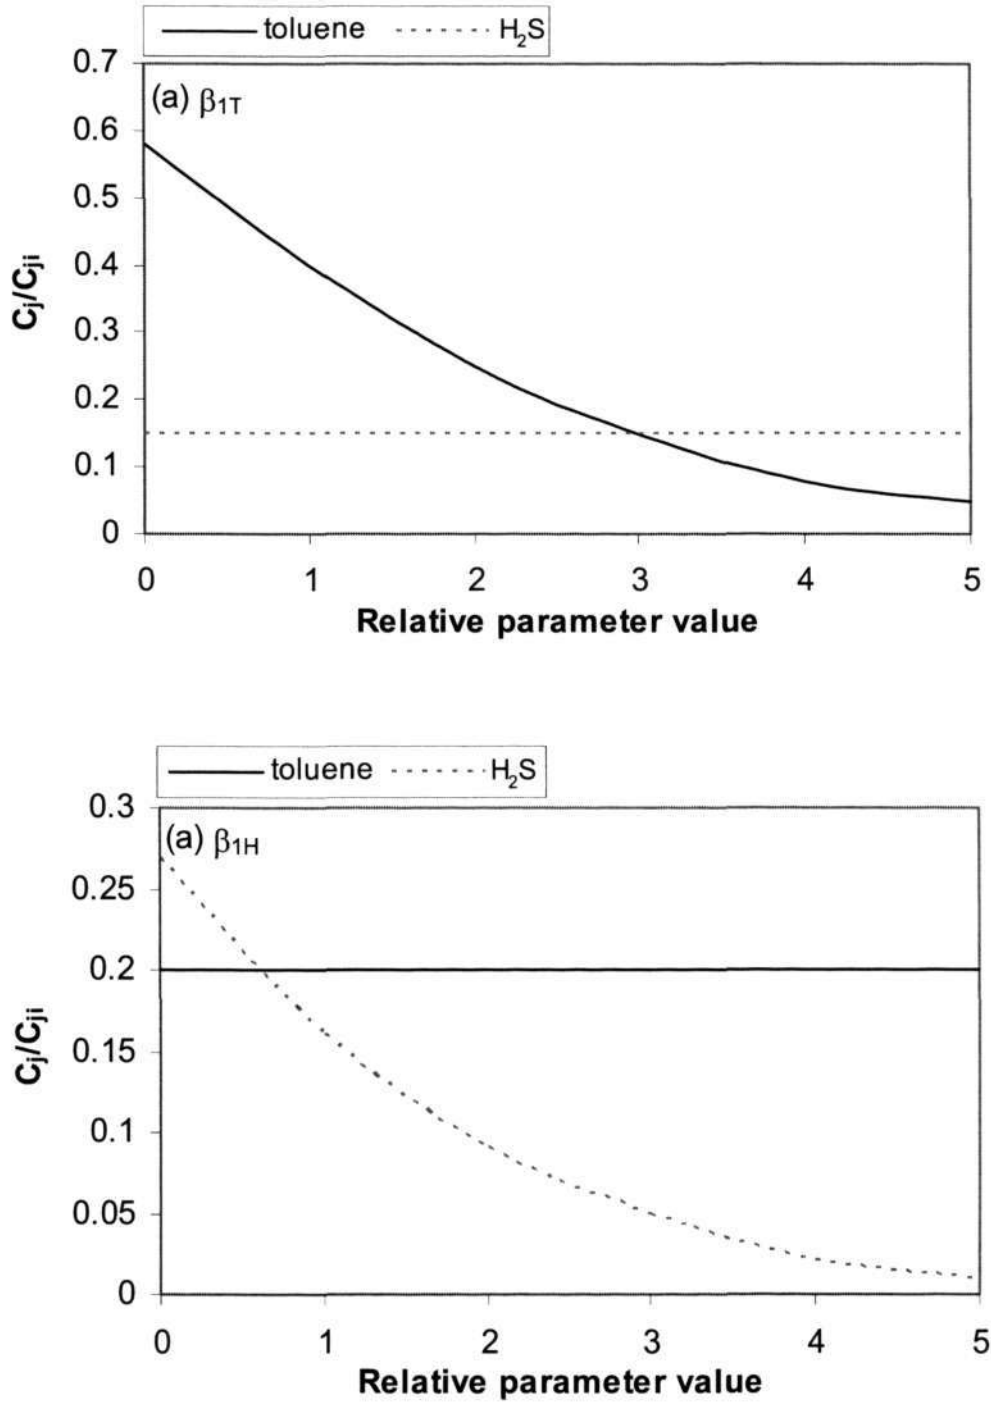 toluene H₂S
0.7
(a) β₁T
0.6
0.5
0.4
0.3
0.2
0.1
0
Cⱼ/Cⱼᵢ
0 1 2 3 4 5
Relative parameter value
toluene H₂S
0.3
(a) β₁H
0.25
0.2
0.15
0.1
0.05
0
Cⱼ/Cⱼᵢ
0 1 2 3 4 5
Relative parameter value